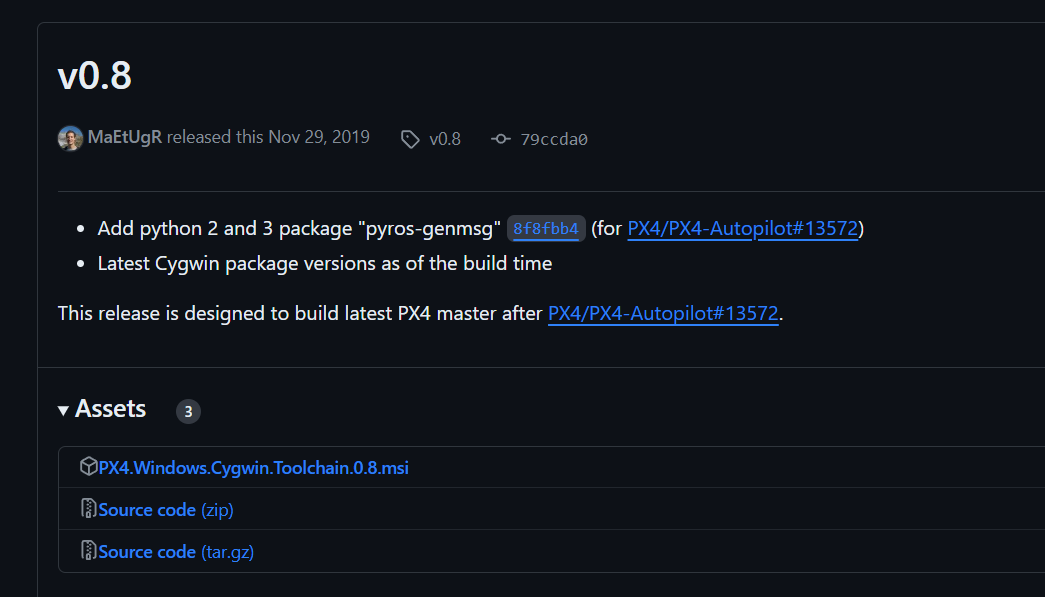 v0.8
MaEtUgR released this Nov 29, 2019 v0.8 79ccda0
• Add python 2 and 3 package "pyros-genmsg" 8f8fbb4 (for PX4/PX4-Autopilot#13572)
• Latest Cygwin package versions as of the build time
This release is designed to build latest PX4 master after PX4/PX4-Autopilot#13572.
Assets 3
PX4.Windows.Cygwin.Toolchain.0.8.msi
Source code (zip)
Source code (tar.gz)